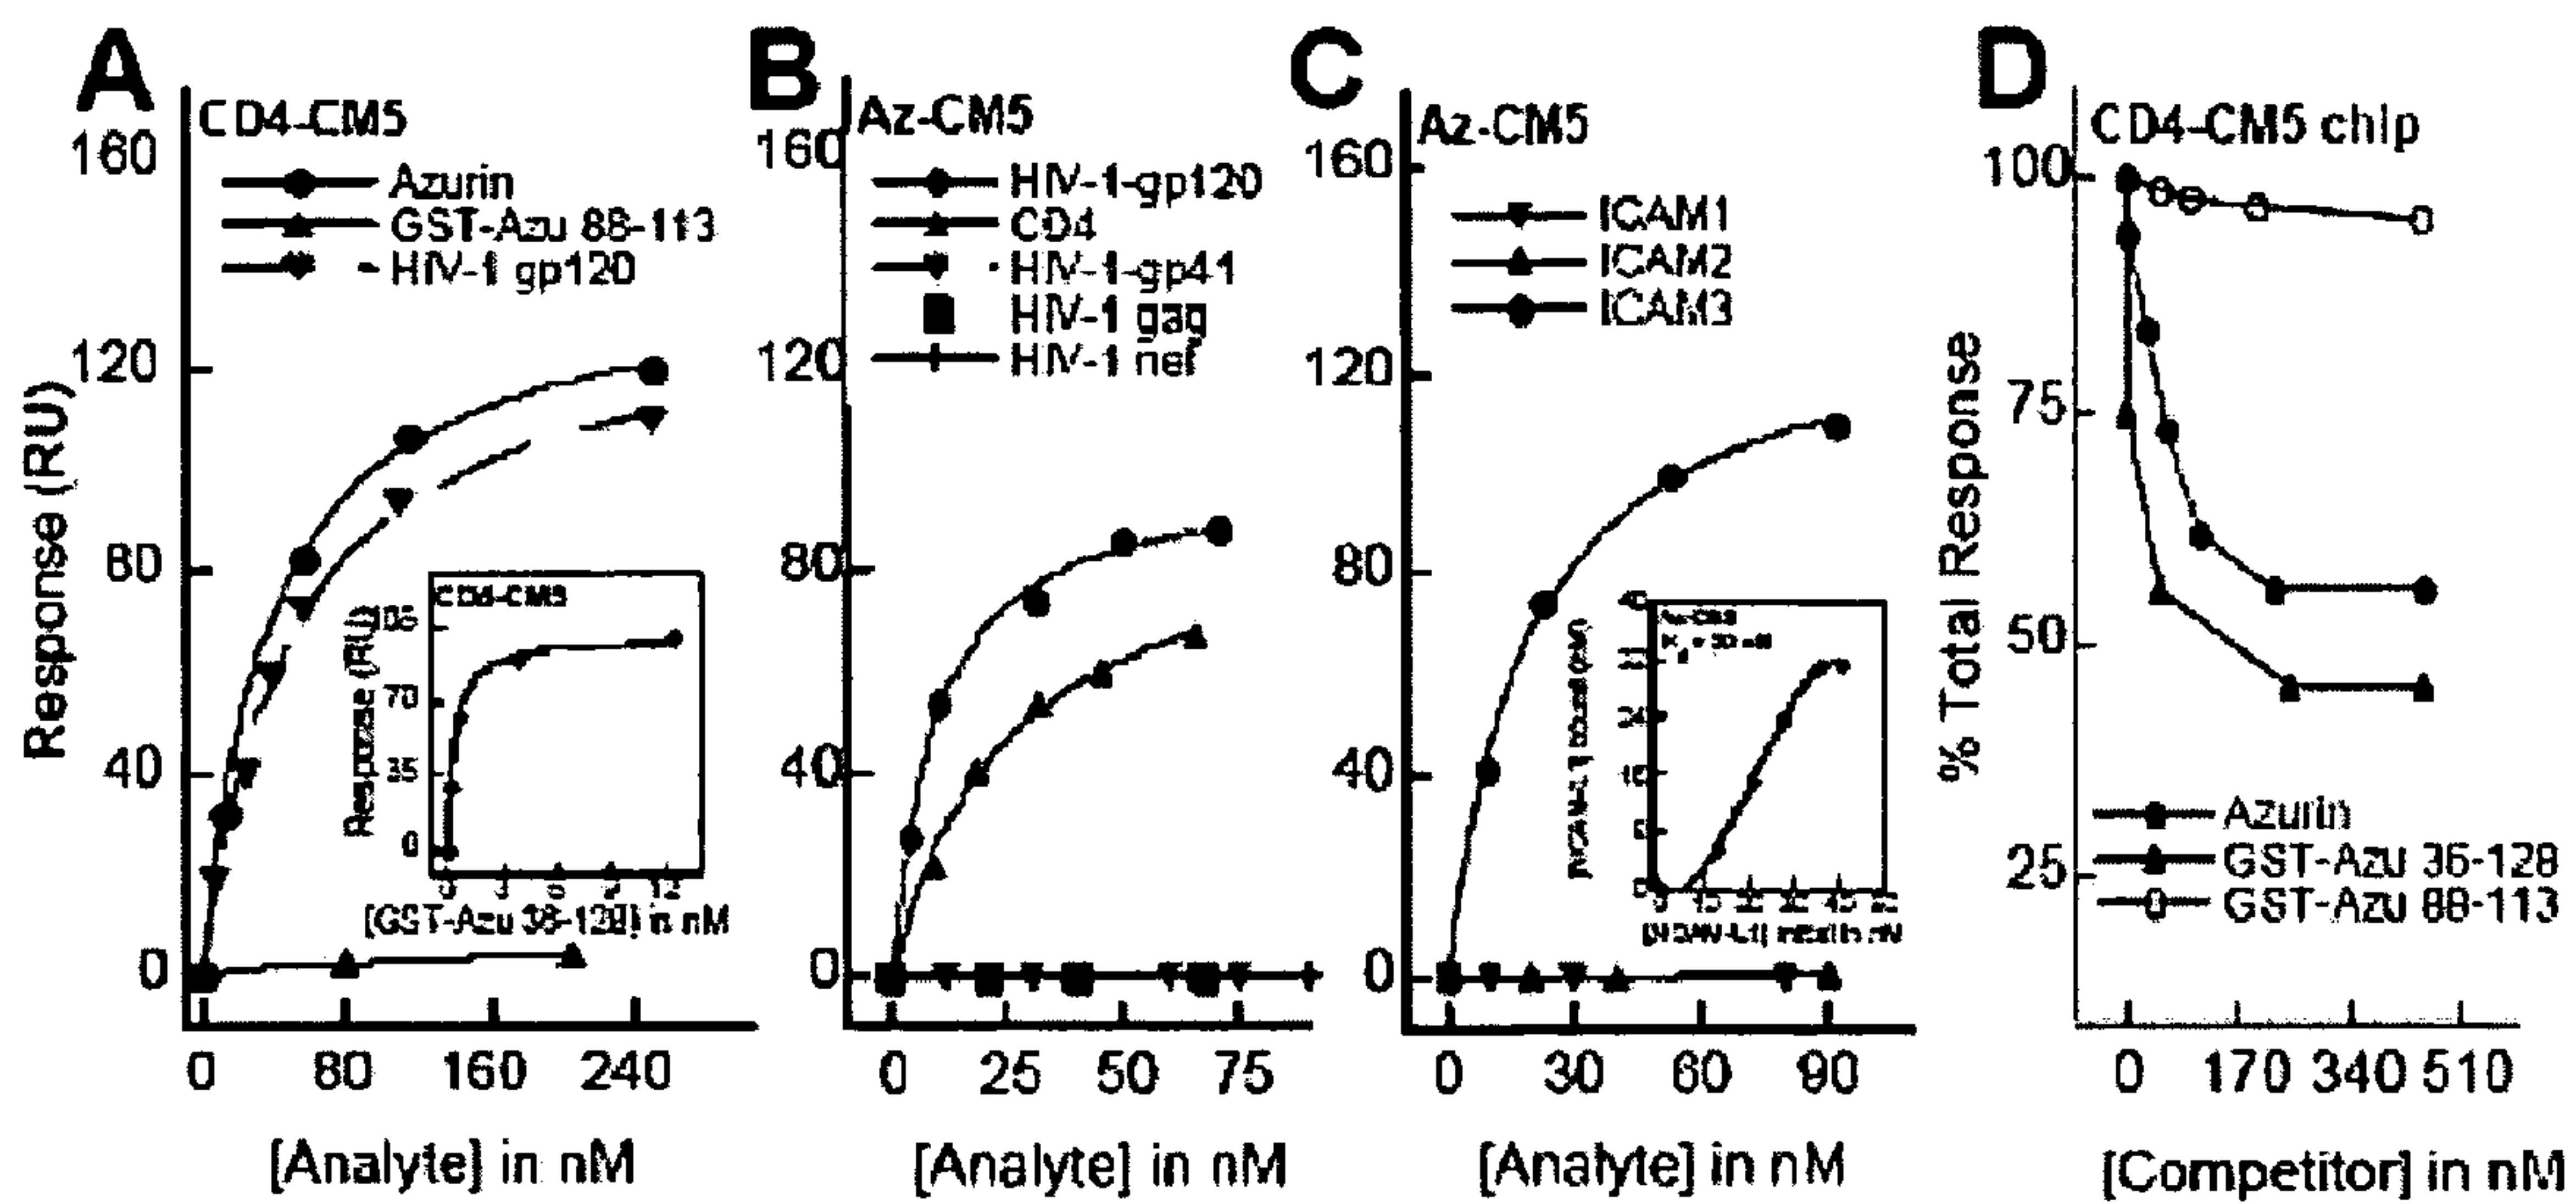 A
CD4-CM5
160
120
80
40
0
Response (RU)
Azurin
GST-Azu 88-113
HIV-1 gp120
CD4-CM5
105
70
35
0
Response (RU)
0 3 6 9 12
[GST-Azu 36-128] in nM
0 80 160 240
[Analyte] in nM
B
Az-CM5
160
120
80
40
0
HIV-1-gp120
CD4
HIV-1-gp41
HIV-1 gag
HIV-1 nef
0 25 50 75
[Analyte] in nM
C
Az-CM5
160
120
80
40
0
ICAM1
ICAM2
ICAM3
40
24
0
0 30 60 90
[Analyte] in nM
D
CD4-CM5 chip
100
75
50
25
% Total Response
Azurin
GST-Azu 36-128
GST-Azu 88-113
0 170 340 510
[Competitor] in nM